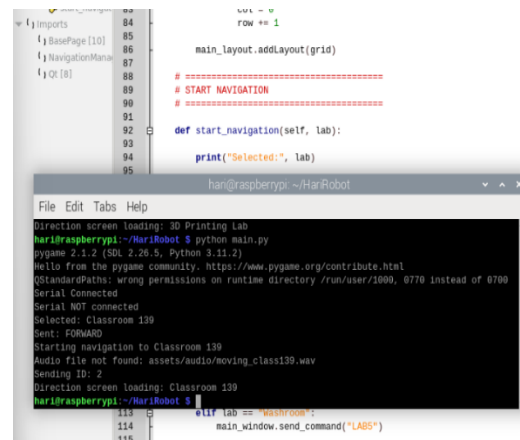 83
col = 0
84 row += 1
Imports
85
BasePage [10]
86 main_layout.addLayout(grid)
87
Qt [8]
88 # =====================================
89 # START NAVIGATION
90 # =====================================
91
92 def start_navigation(self, lab):
93
94 print("Selected:", lab)
95
hari@raspberrypi: ~/HariRobot
File Edit Tabs Help
Direction screen loading: 3D Printing Lab
hari@raspberrypi:~/HariRobot $ python main.py
pygame 2.1.2 (SDL 2.26.5, Python 3.11.2)
Hello from the pygame community. https://www.pygame.org/contribute.html
QStandardPaths: wrong permissions on runtime directory /run/user/1000, 0770 instead of 0700
Serial Connected
Serial NOT connected
Selected: Classroom 139
Sent: FORWARD
Starting navigation to Classroom 139
Audio file not found: assets/audio/moving_class139.wav
Sending ID: 2
Direction screen loading: Classroom 139
hari@raspberrypi:~/HariRobot $
113 elif lab == "Washroom":
114 main_window.send_command("LAB5")
115